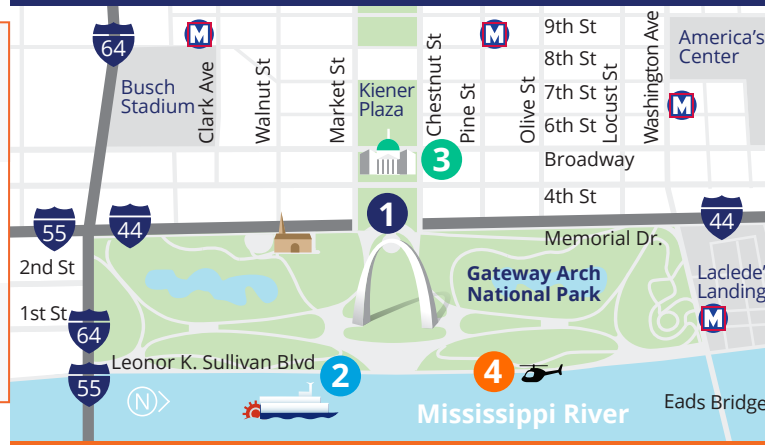 64
M
M
9th St
8th St
7th St
6th St
Broadway
4th St
Memorial Dr.
Busch
Stadium
Clark Ave
Walnut St
Market St
Kiener
Plaza
Chestnut St
Pine St
Olive St
Locust St
Washington Ave
America's
Center
M
3
1
55
44
44
2nd St
1st St
Gateway Arch
National Park
Laclede's
Landing
M
64
55
Leonor K. Sullivan Blvd
2
4
N
Mississippi River
Eads Bridge